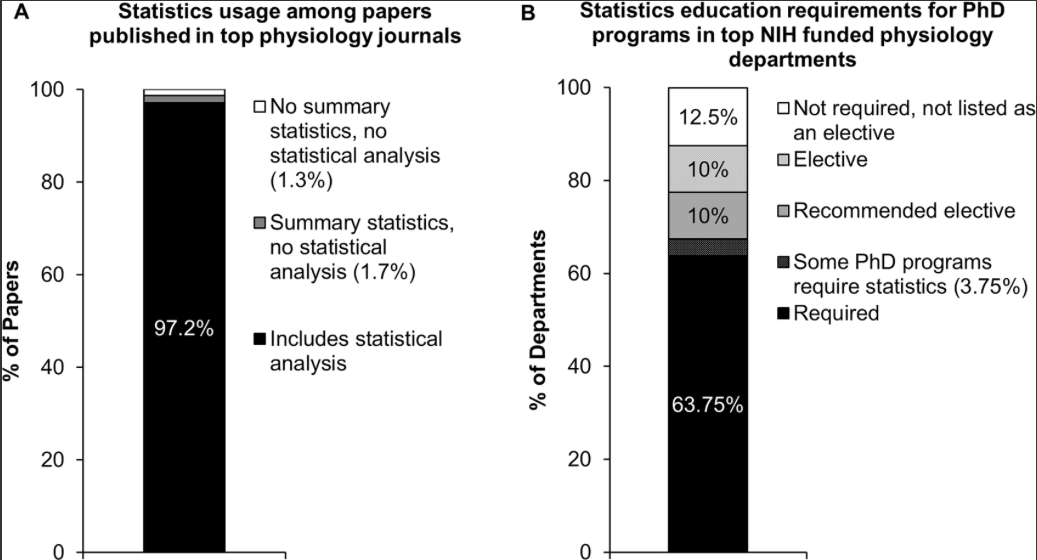 A
Statistics usage among papers
published in top physiology journals
100
80
60
40
20
0
% of Papers
97.2%
No summary
statistics, no
statistical analysis
(1.3%)
Summary statistics,
no statistical
analysis (1.7%)
Includes statistical
analysis
B
Statistics education requirements for PhD
programs in top NIH funded physiology
departments
100
80
60
40
20
0
% of Departments
12.5%
10%
10%
63.75%
Not required, not listed as
an elective
Elective
Recommended elective
Some PhD programs
require statistics (3.75%)
Required